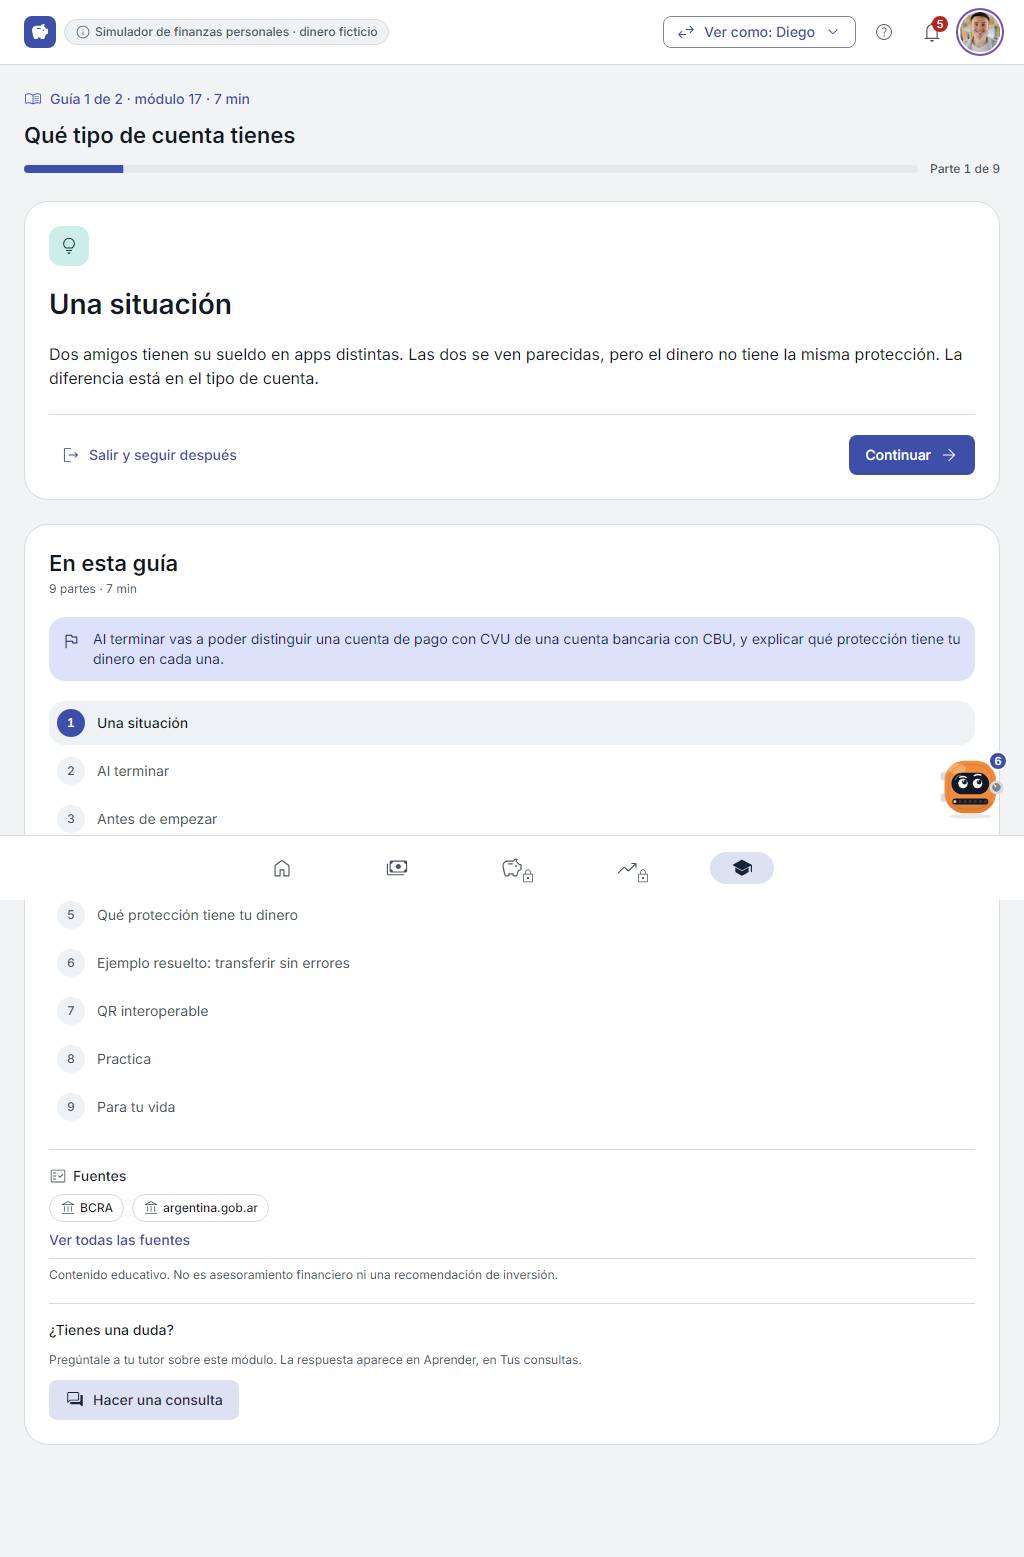 Simulador de finanzas personales · dinero ficticio
Ver como: Diego
5
Guía 1 de 2 · módulo 17 · 7 min
Qué tipo de cuenta tienes
Parte 1 de 9
Una situación
Dos amigos tienen su sueldo en apps distintas. Las dos se ven parecidas, pero el dinero no tiene la misma protección. La
diferencia está en el tipo de cuenta.
Salir y seguir después
Continuar
En esta guía
9 partes · 7 min
Al terminar vas a poder distinguir una cuenta de pago con CVU de una cuenta bancaria con CBU, y explicar qué protección tiene tu
dinero en cada una.
1 Una situación
2 Al terminar
6
3 Antes de empezar
5 Qué protección tiene tu dinero
6 Ejemplo resuelto: transferir sin errores
7 QR interoperable
8 Practica
9 Para tu vida
Fuentes
BCRA
argentina.gob.ar
Ver todas las fuentes
Contenido educativo. No es asesoramiento financiero ni una recomendación de inversión.
¿Tienes una duda?
Pregúntale a tu tutor sobre este módulo. La respuesta aparece en Aprender, en Tus consultas.
Hacer una consulta